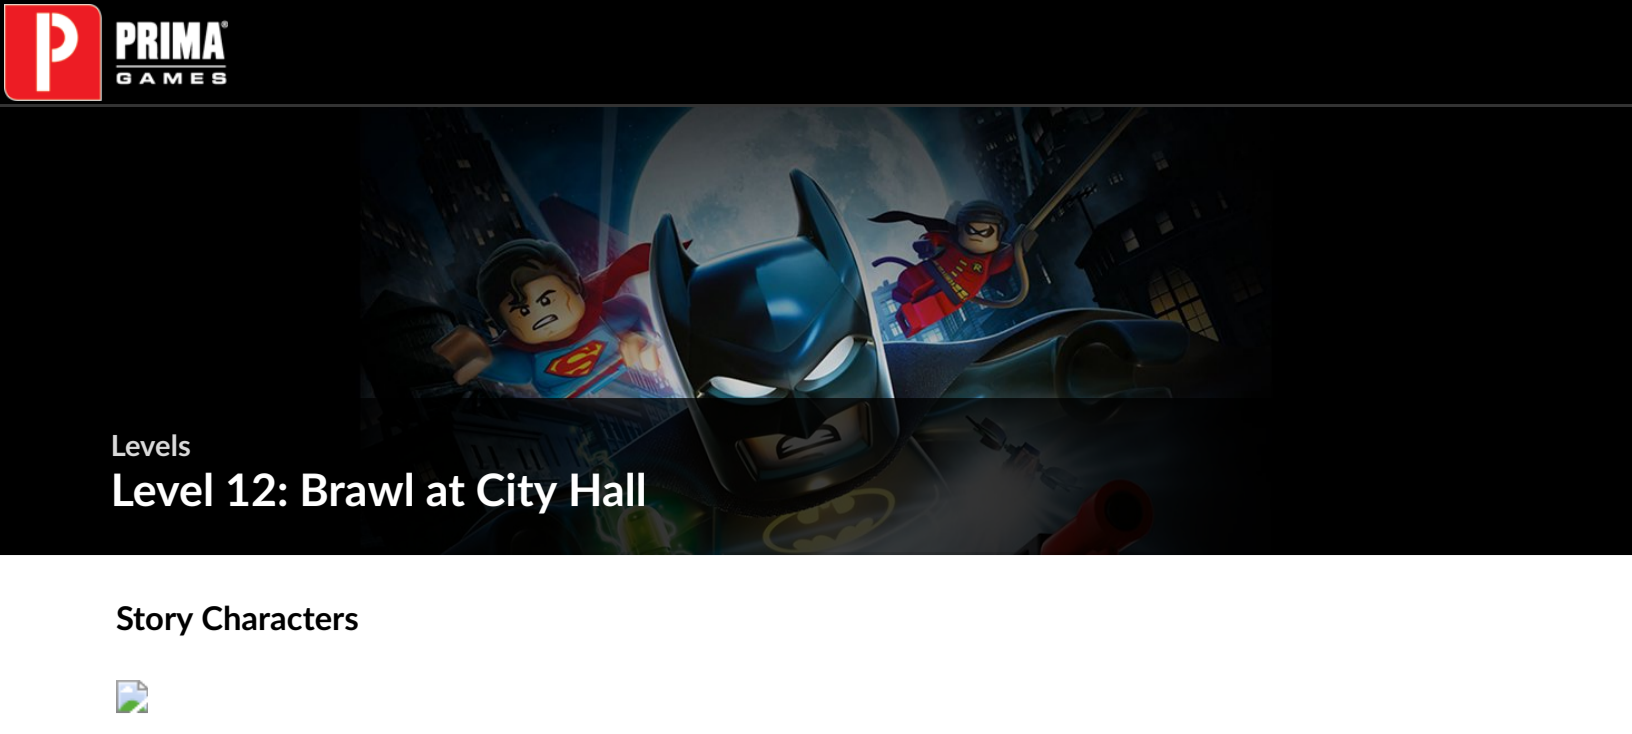 PRIMA®
GAMES
Levels
Level 12: Brawl at City Hall
Story Characters